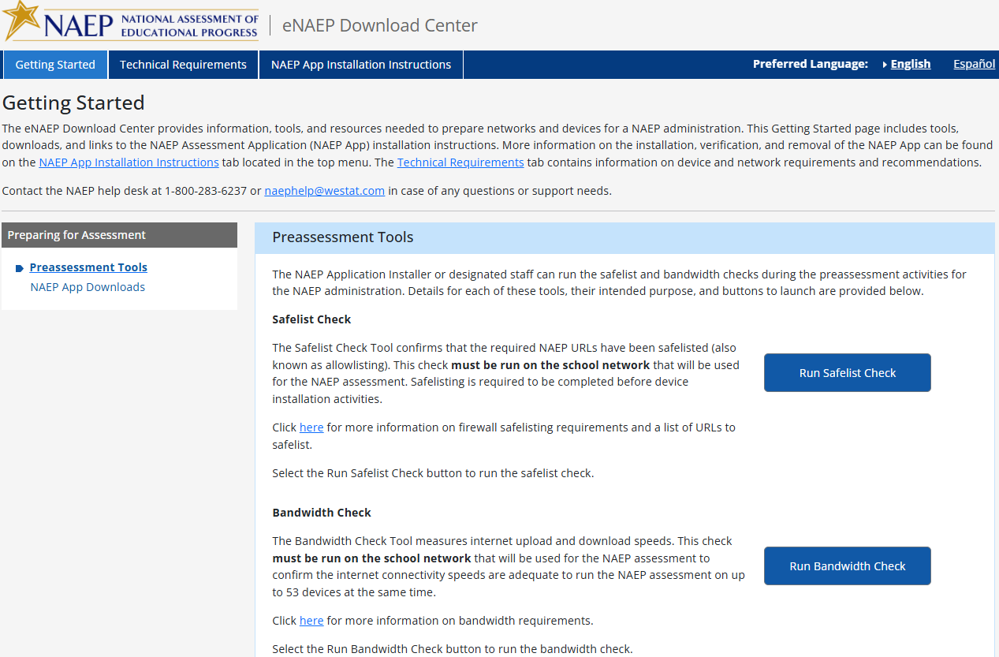 NAEP NATIONAL ASSESSMENT OF
EDUCATIONAL PROGRESS
eNAEP Download Center
Getting Started Technical Requirements NAEP App Installation Instructions Preferred Language: English Español
Getting Started
The eNAEP Download Center provides information, tools, and resources needed to prepare networks and devices for a NAEP administration. This Getting Started page includes tools,
downloads, and links to the NAEP Assessment Application (NAEP App) installation instructions. More information on the installation, verification, and removal of the NAEP App can be found
on the NAEP App Installation Instructions tab located in the top menu. The Technical Requirements tab contains information on device and network requirements and recommendations.
Contact the NAEP help desk at 1-800-283-6237 or naephelp@westat.com in case of any questions or support needs.
Preparing for Assessment
Preassessment Tools
NAEP App Downloads
Preassessment Tools
The NAEP Application Installer or designated staff can run the safelist and bandwidth checks during the preassessment activities for
the NAEP administration. Details for each of these tools, their intended purpose, and buttons to launch are provided below.
Safelist Check
The Safelist Check Tool confirms that the required NAEP URLs have been safelisted (also
known as allowlisting). This check must be run on the school network that will be used
for the NAEP assessment. Safelisting is required to be completed before device
installation activities.
Run Safelist Check
Click here for more information on firewall safelisting requirements and a list of URLs to
safelist.
Select the Run Safelist Check button to run the safelist check.
Bandwidth Check
The Bandwidth Check Tool measures internet upload and download speeds. This check
must be run on the school network that will be used for the NAEP assessment to
confirm the internet connectivity speeds are adequate to run the NAEP assessment on up
to 53 devices at the same time.
Run Bandwidth Check
Click here for more information on bandwidth requirements.
Select the Run Bandwidth Check button to run the bandwidth check.